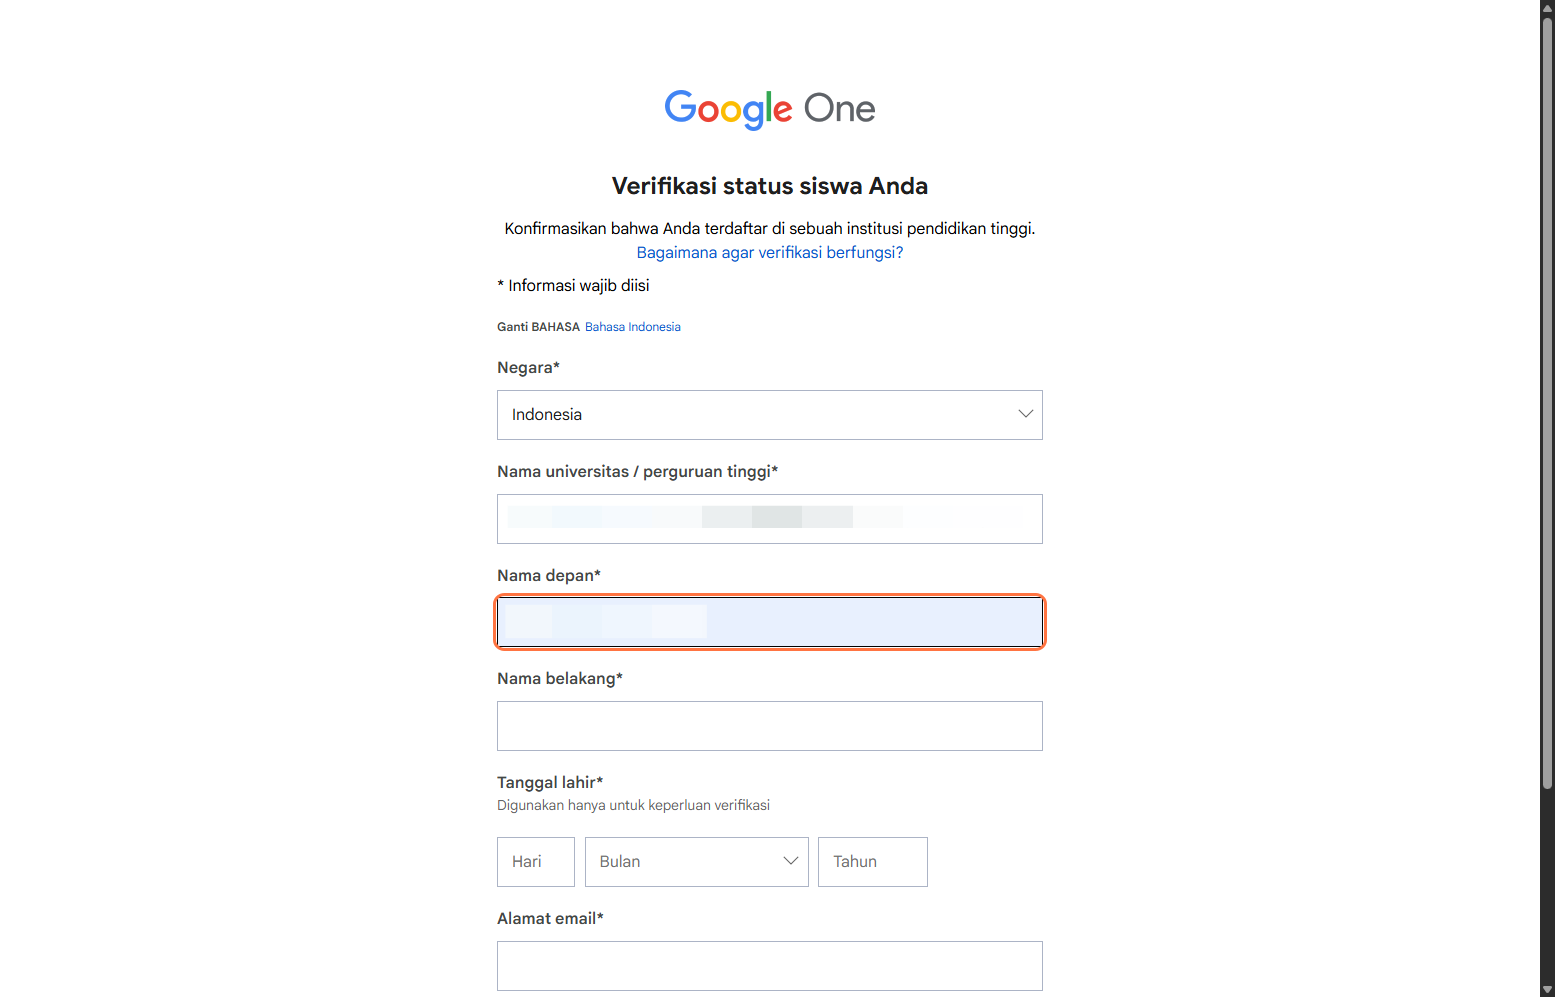 Google One
Verifikasi status siswa Anda
Konfirmasikan bahwa Anda terdaftar di sebuah institusi pendidikan tinggi.
Bagaimana agar verifikasi berfungsi?
* Informasi wajib diisi
Ganti BAHASA Bahasa Indonesia
Negara*
Indonesia
Nama universitas / perguruan tinggi*
Nama depan*
Nama belakang*
Tanggal lahir*
Digunakan hanya untuk keperluan verifikasi
Hari Bulan Tahun
Alamat email*